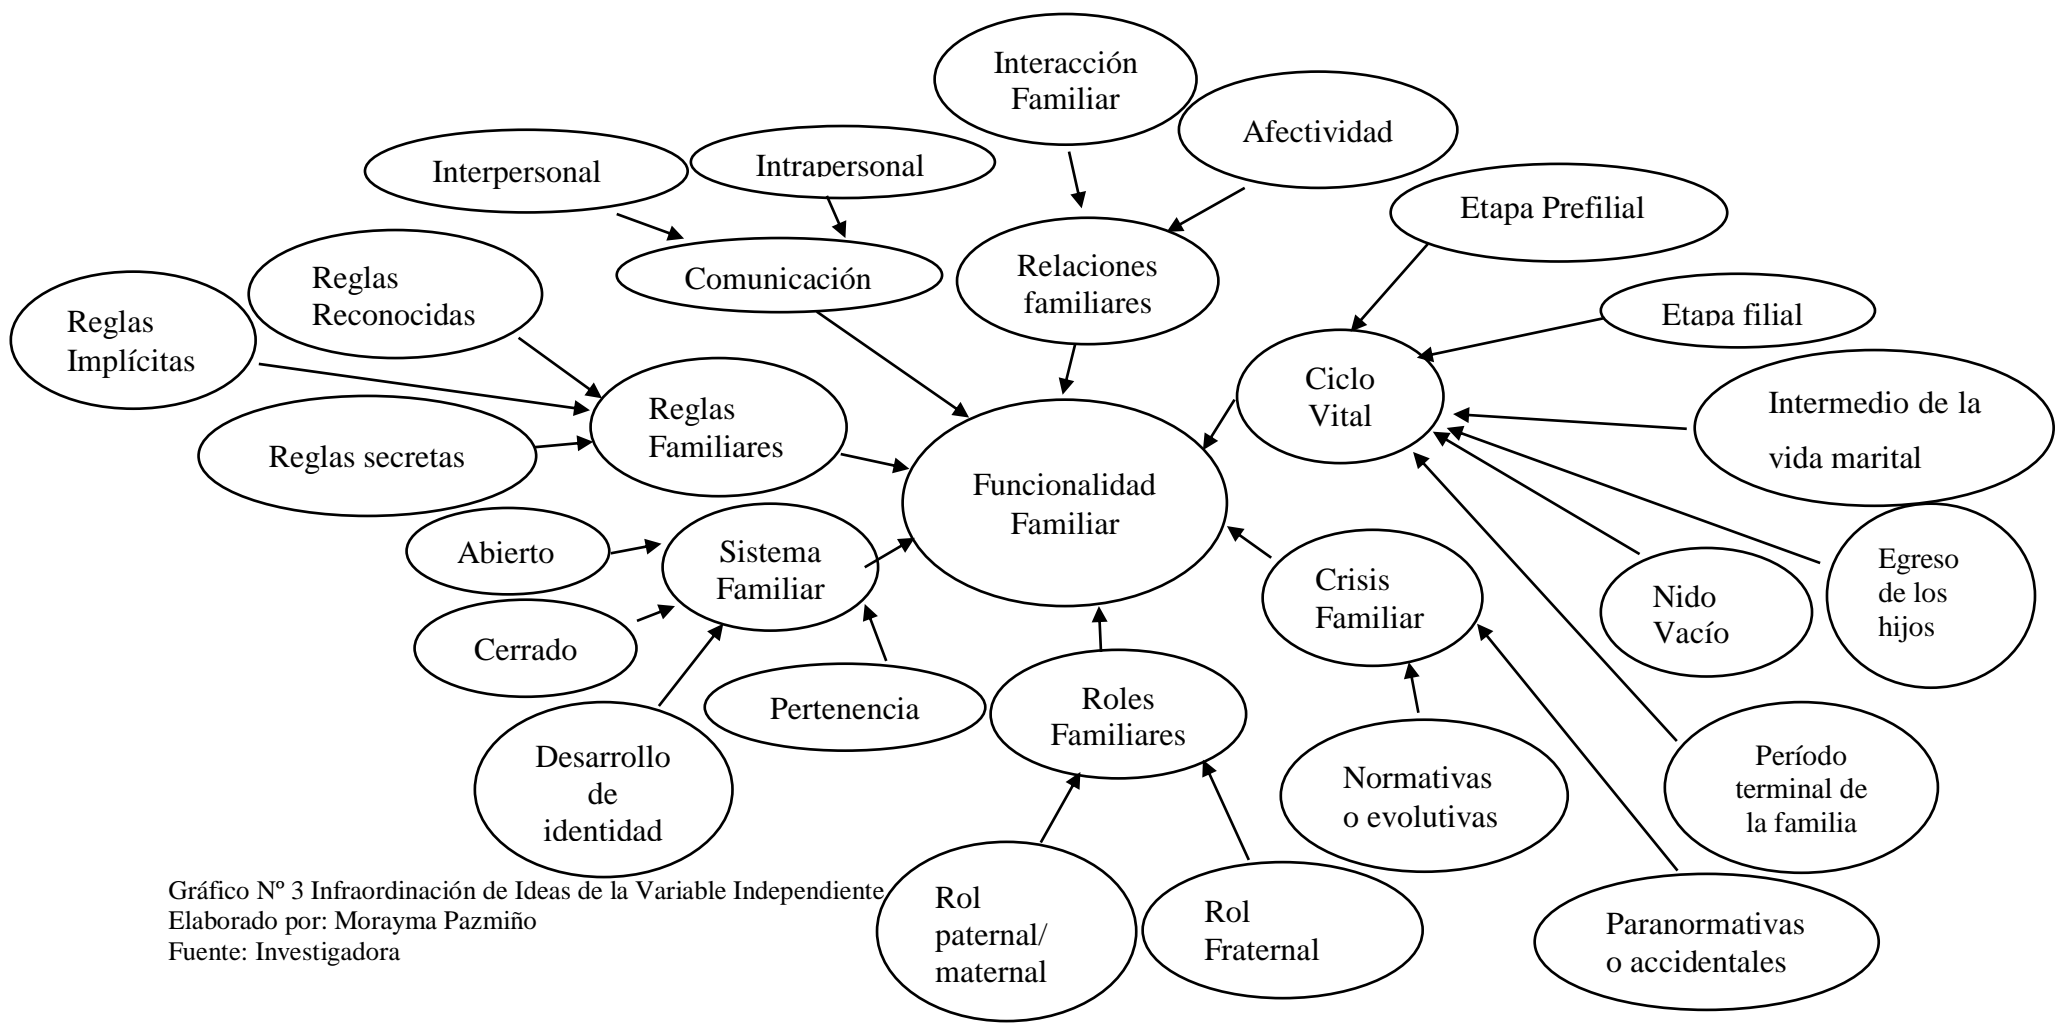 Interacción
Familiar
Afectividad
Interpersonal
Intrapersonal
Etapa Prefilial
Reglas
Reconocidas
Comunicación
Relaciones
familiares
Reglas
Implícitas
Etapa filial
Reglas
Familiares
Ciclo
Vital
Intermedio de la
vida marital
Reglas secretas
Funcionalidad
Familiar
Abierto
Sistema
Familiar
Crisis
Familiar
Egreso
de los
hijos
Nido
Vacío
Cerrado
Pertenencia
Roles
Familiares
Desarrollo
de
identidad
Normativas
o evolutivas
Período
terminal de
la familia
Rol
paternal/
maternal
Rol
Fraternal
Paranormativas
o accidentales
Gráfico Nº 3 Infraordinación de Ideas de la Variable Independiente
Elaborado por: Morayma Pazmiño
Fuente: Investigadora